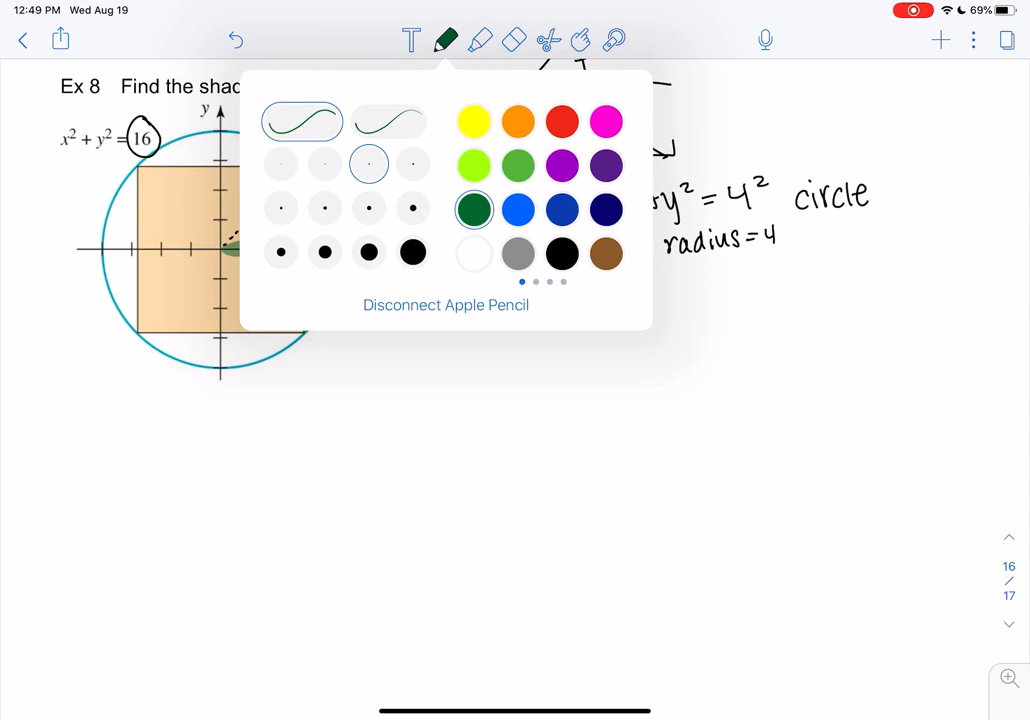 12:49 PM Wed Aug 19
69%
T
Ex 8 Find the shad
y
x² + y² = 16
y² = 4² circle
radius = 4
Disconnect Apple Pencil
16
/
17